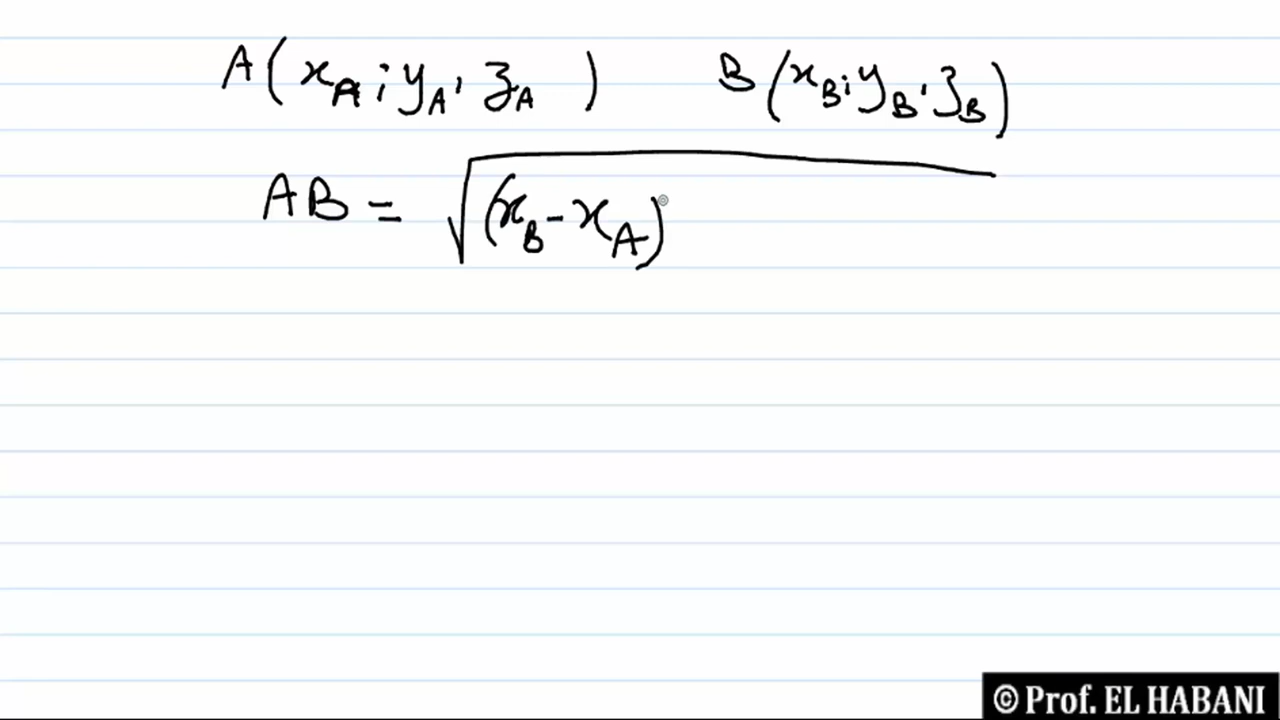 A(x_A ; y_A , z_A ) B(x_B ; y_B , z_B)
AB = √(x_B - x_A)
© Prof. EL HABANI